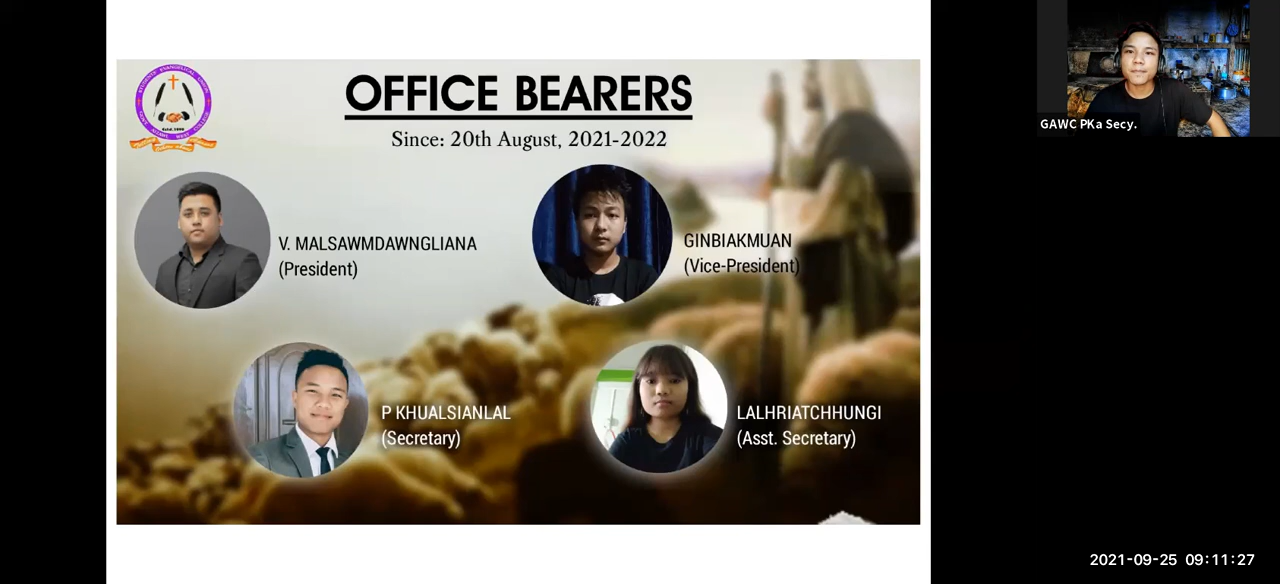 OFFICE BEARERS
Since: 20th August, 2021-2022
V. MALSAWMDAWNGLIANA
(President)
GINBIAKMUAN
(Vice-President)
P KHUALSIANLAL
(Secretary)
LALHRIATCHHUNGI
(Asst. Secretary)
GAWC PKa Secy.
2021-09-25 09:11:27